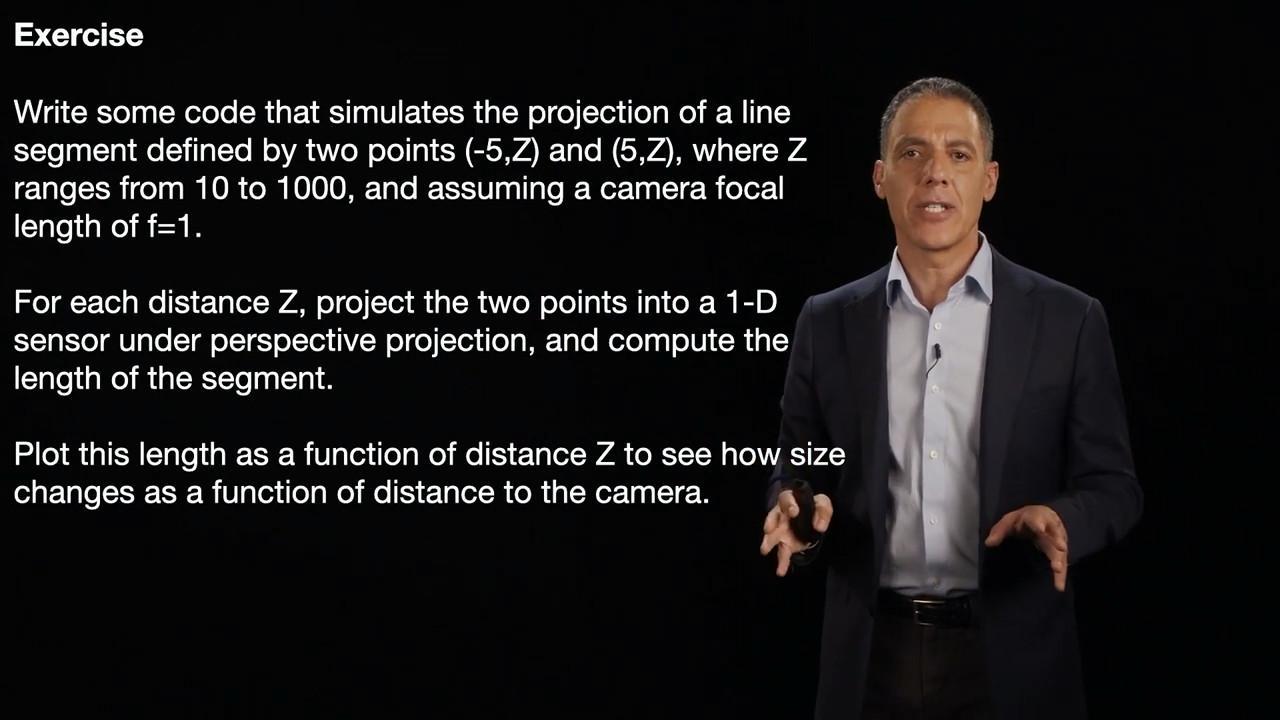 Exercise
Write some code that simulates the projection of a line
segment defined by two points (-5,Z) and (5,Z), where Z
ranges from 10 to 1000, and assuming a camera focal
length of f=1.
For each distance Z, project the two points into a 1-D
sensor under perspective projection, and compute the
length of the segment.
Plot this length as a function of distance Z to see how size
changes as a function of distance to the camera.